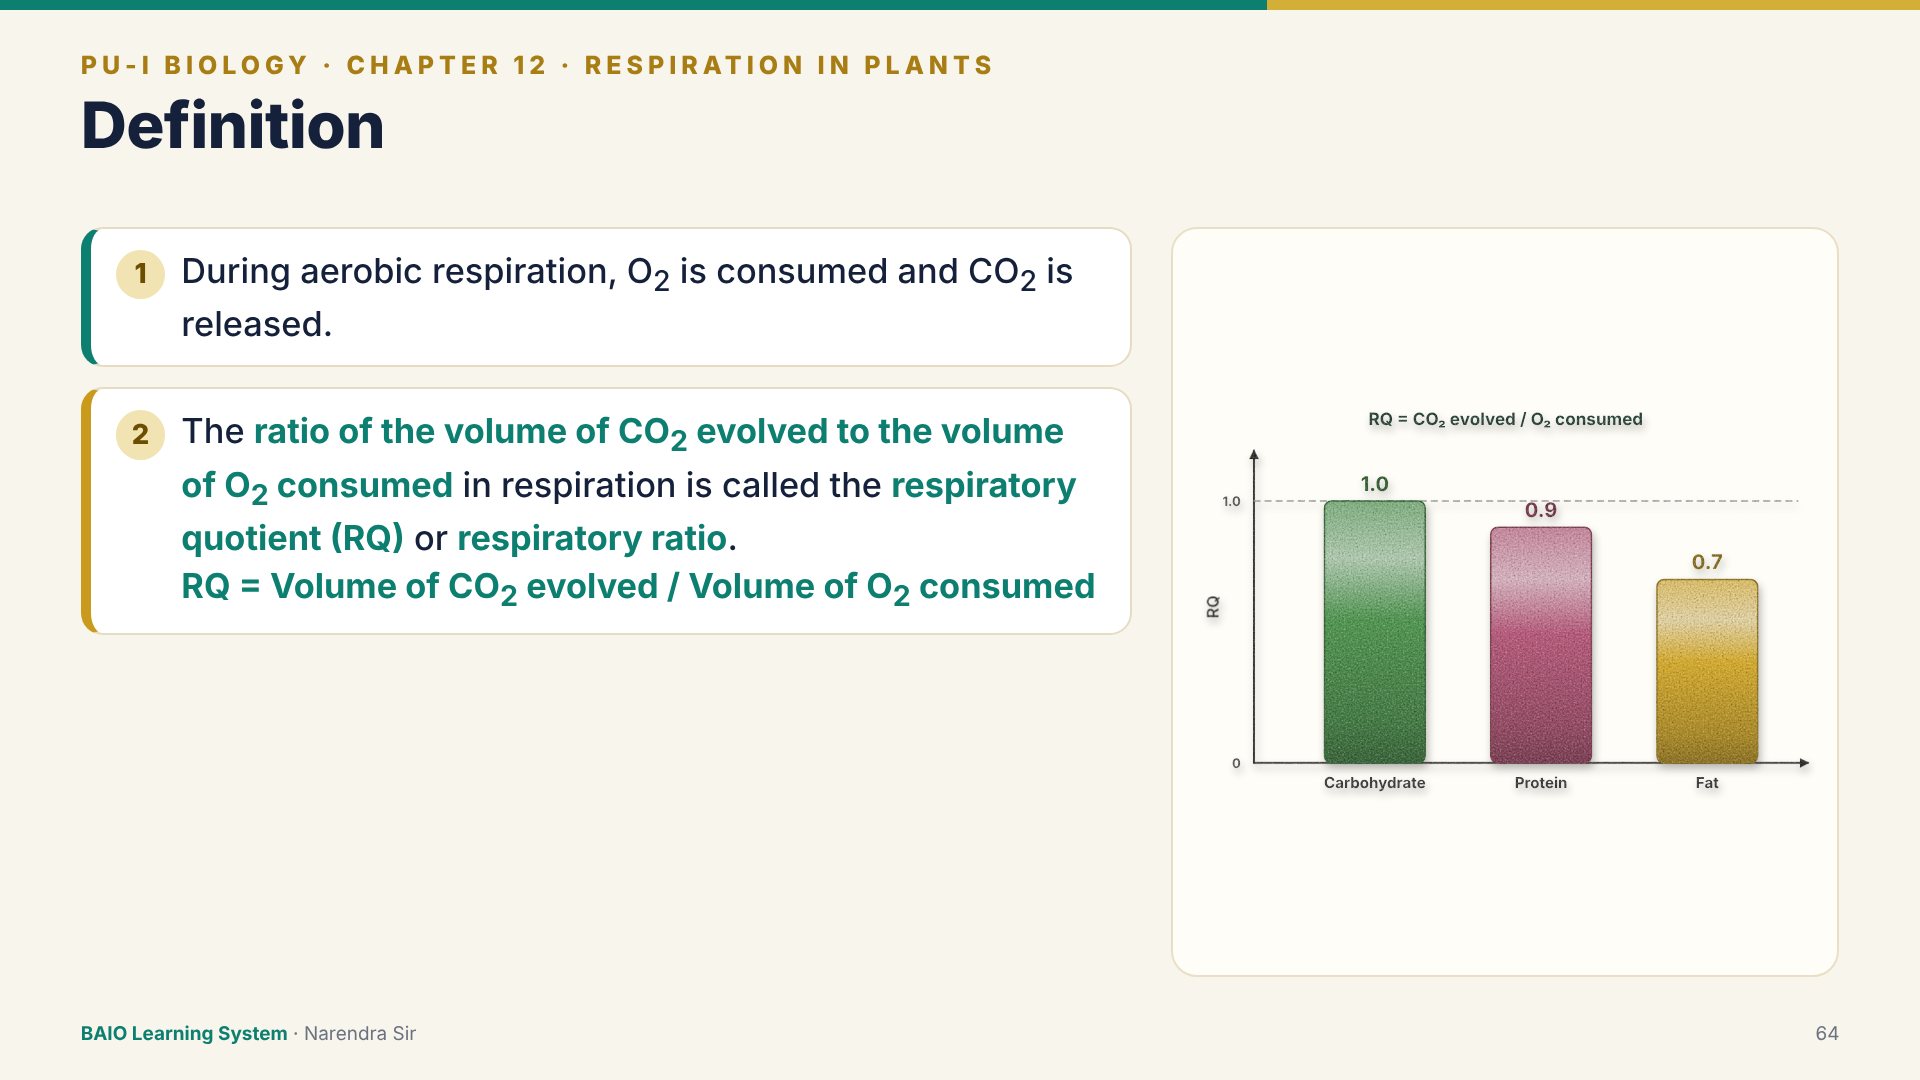 PU-I BIOLOGY · CHAPTER 12 · RESPIRATION IN PLANTS
Definition
1 During aerobic respiration, O₂ is consumed and CO₂ is
released.
2 The ratio of the volume of CO₂ evolved to the volume
of O₂ consumed in respiration is called the respiratory
quotient (RQ) or respiratory ratio.
RQ = Volume of CO₂ evolved / Volume of O₂ consumed
RQ = CO₂ evolved / O₂ consumed
1.0
1.0
0.9
0.7
RQ
0
Carbohydrate Protein Fat
BAIO Learning System · Narendra Sir
64